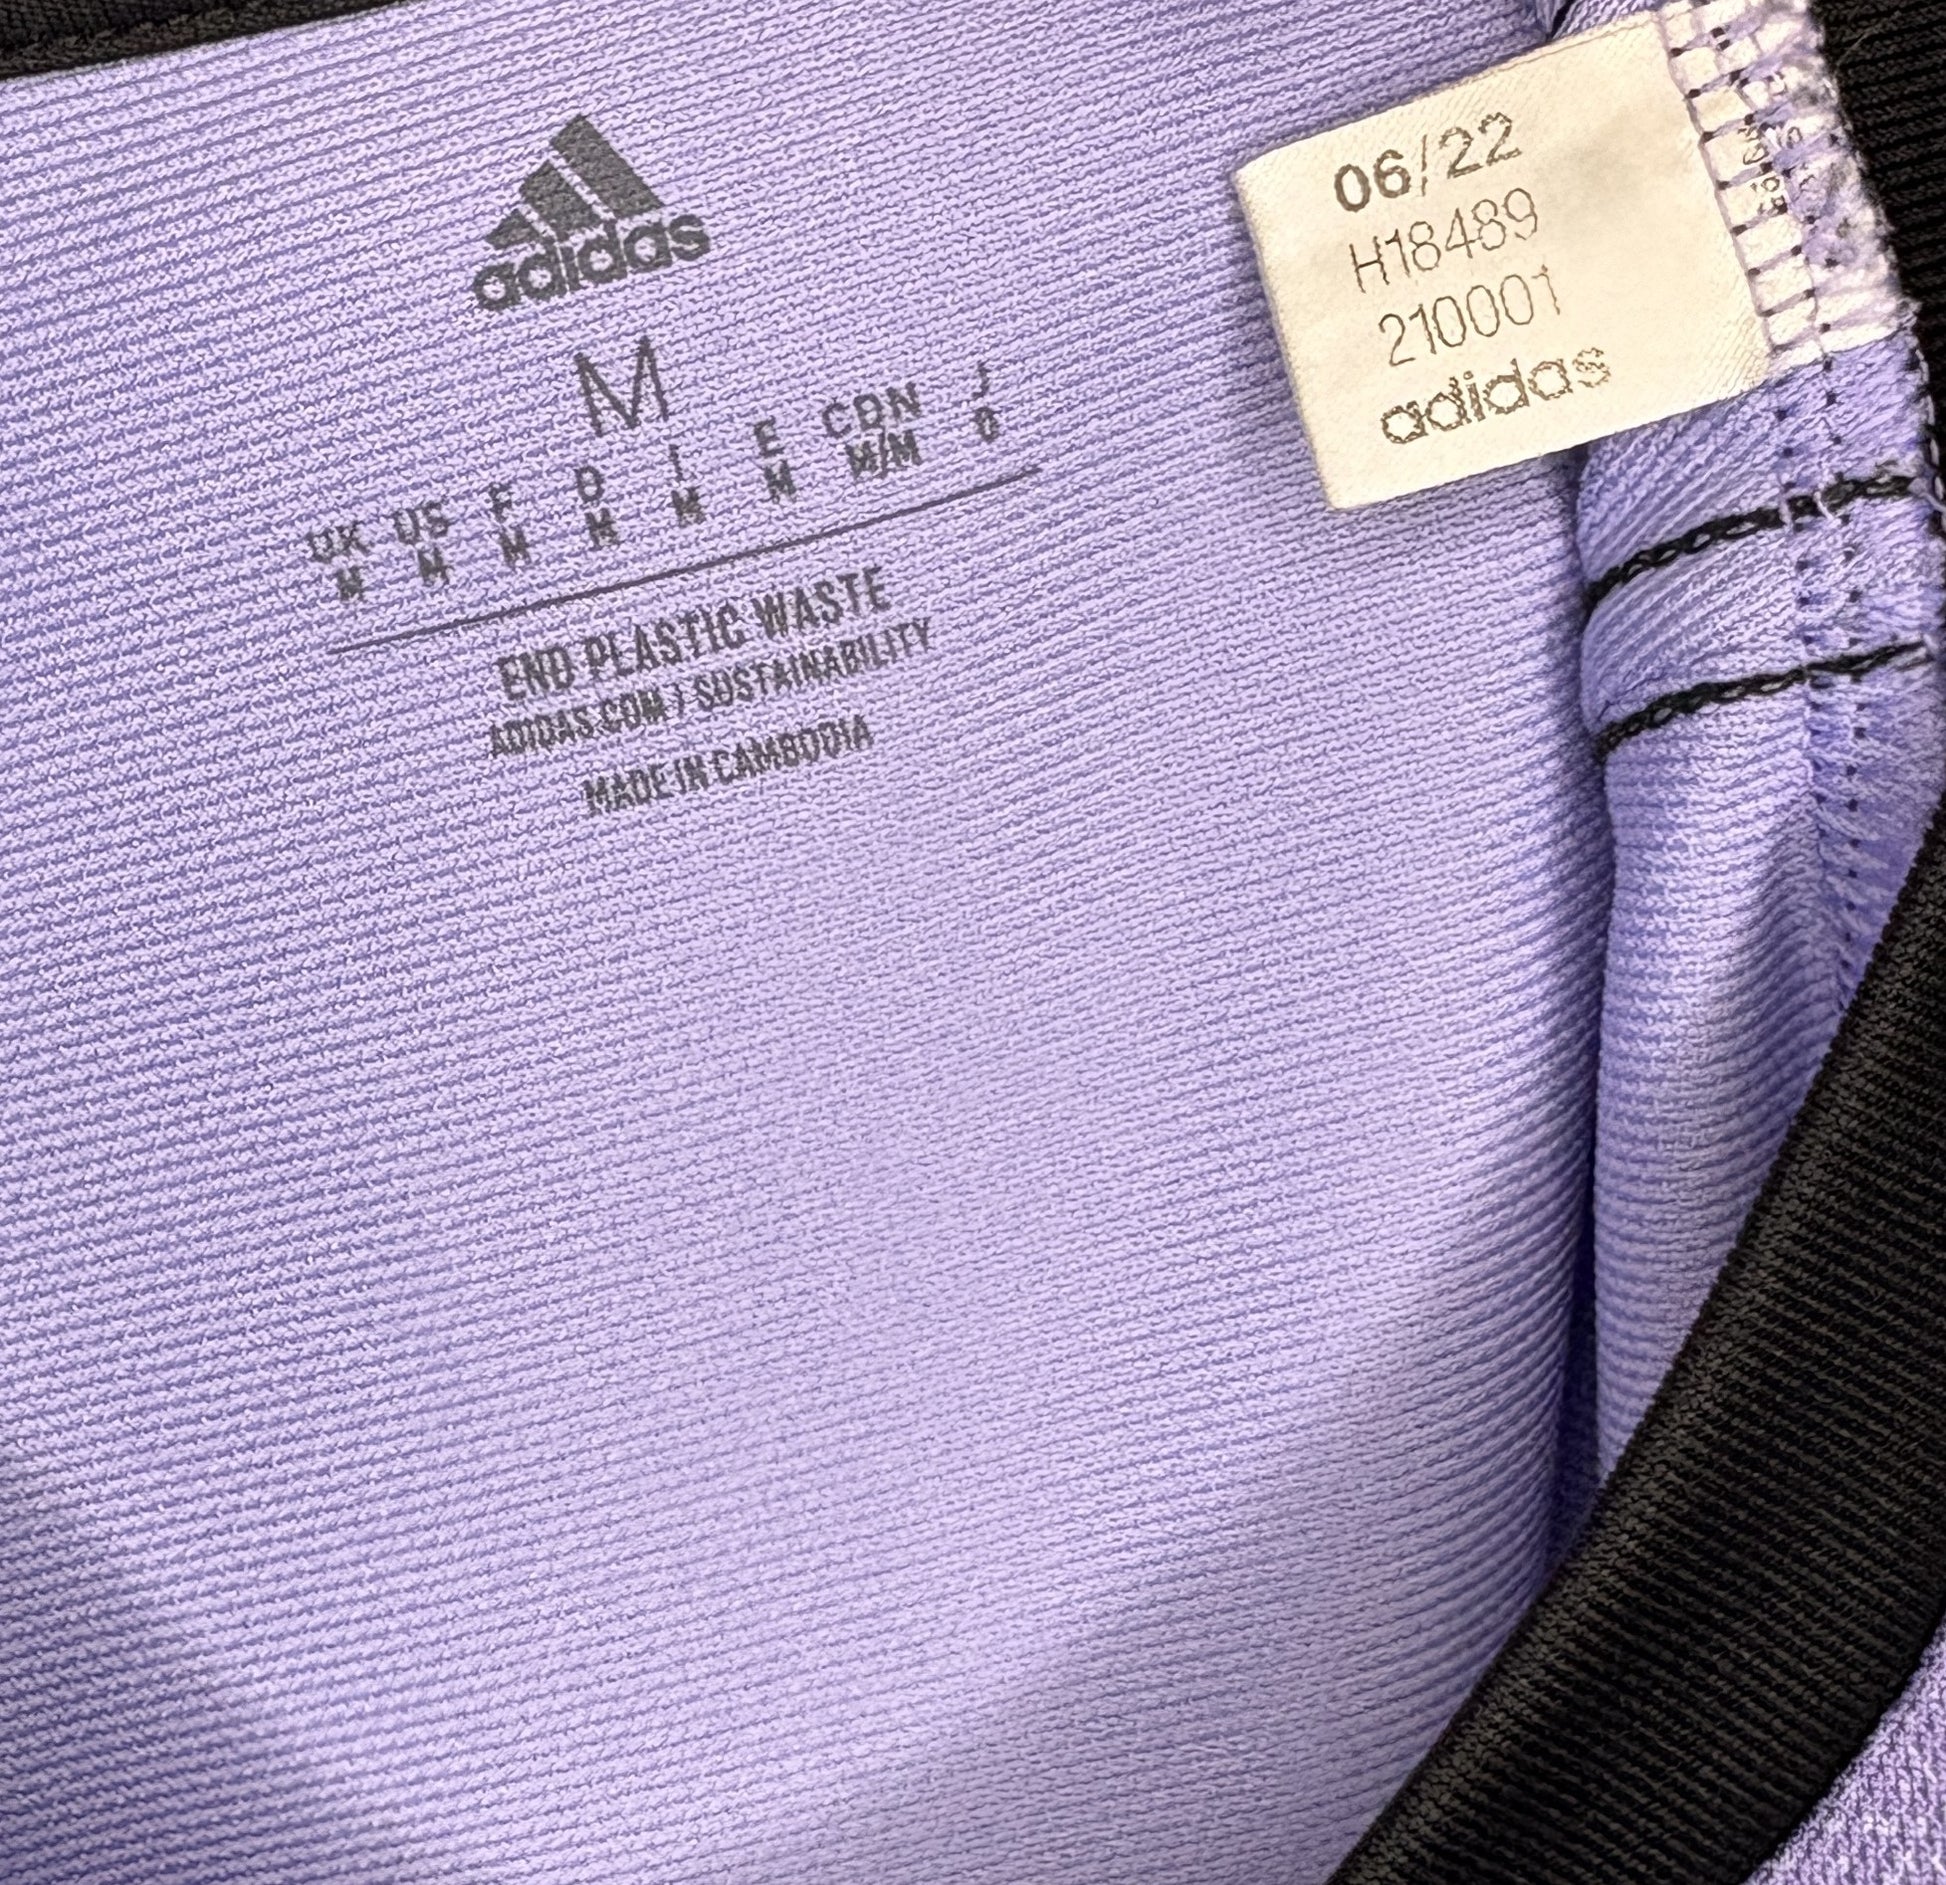 adidas
M
UK US F D I E CDN J
M M M M M M M/M O
END PLASTIC WASTE
ADIDAS.COM / SUSTAINABILITY
MADE IN CAMBODIA
06/22
H18489
210001
adidas